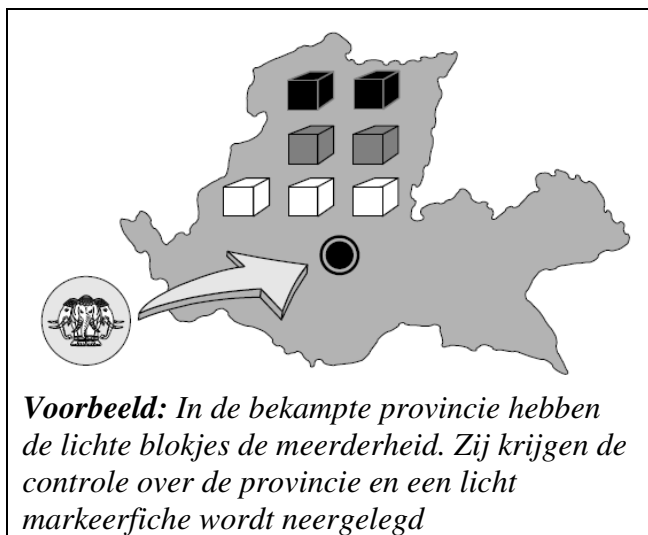 Voorbeeld: In de bekampte provincie hebben
de lichte blokjes de meerderheid. Zij krijgen de
controle over de provincie en een licht
markeerfiche wordt neergelegd